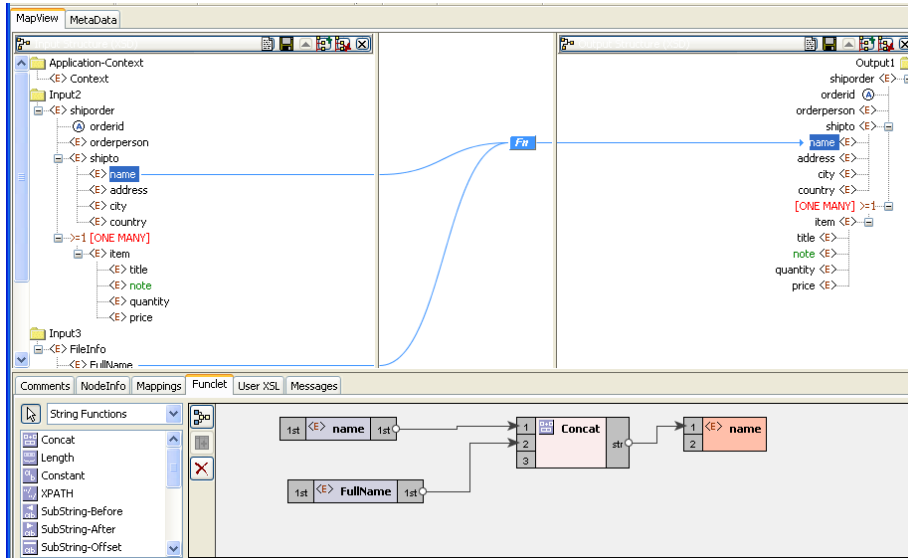 MapView MetaData
Application-Context
<E> Context
Input2
<E> shiporder
A orderid
<E> orderperson
<E> shipto
<E> name
<E> address
<E> city
<E> country
>=1 [ONE MANY]
<E> item
<E> title
<E> note
<E> quantity
<E> price
Input3
<E> FileInfo
<E> FullName
Fn
Output1
shiporder <E>
orderid A
orderperson <E>
shipto <E>
name <E>
address <E>
city <E>
country <E>
[ONE MANY] >=1
item <E>
title <E>
note <E>
quantity <E>
price <E>
Comments NodeInfo Mappings Funclet User XSL Messages
String Functions
Concat
Length
Constant
XPATH
SubString-Before
SubString-After
SubString-Offset
1st <E> name 1st
1st <E> FullName 1st
1 Concat
2 str
3
1 <E> name
2